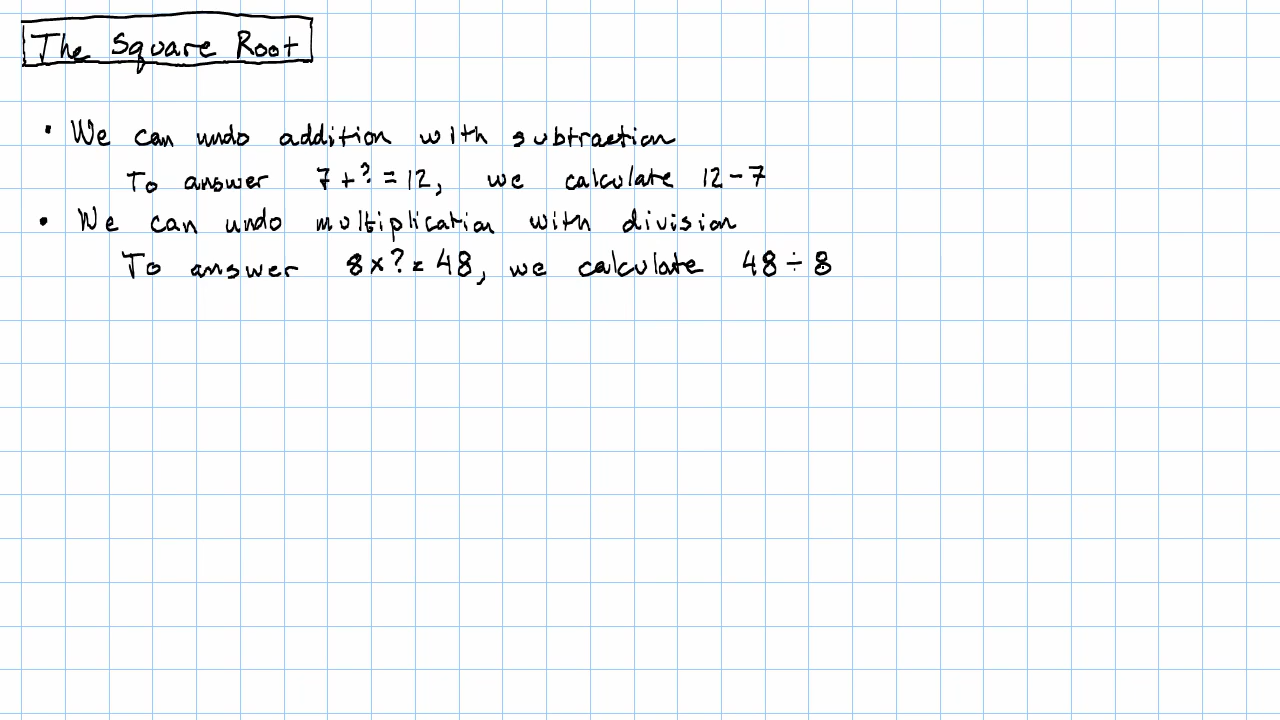 The Square Root
• We can undo addition with subtraction
To answer 7 + ? = 12, we calculate 12 - 7
• We can undo multiplication with division
To answer 8 × ? = 48, we calculate 48 ÷ 8